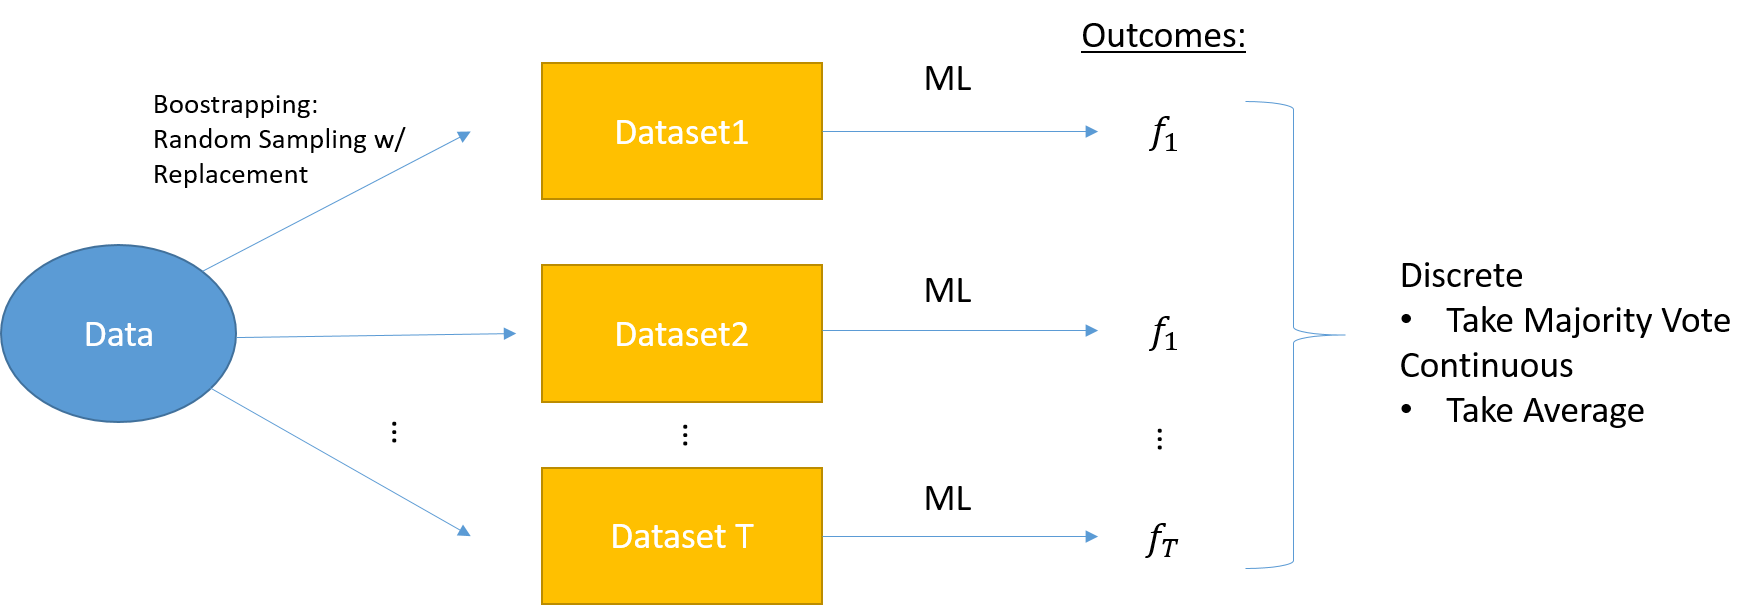 Outcomes:
Boostrapping:
Random Sampling w/
Replacement
ML
Dataset1
f₁
Data
ML
Dataset2
f₁
Discrete
• Take Majority Vote
Continuous
• Take Average
⋮ ⋮ ⋮
ML
Dataset T
f_T